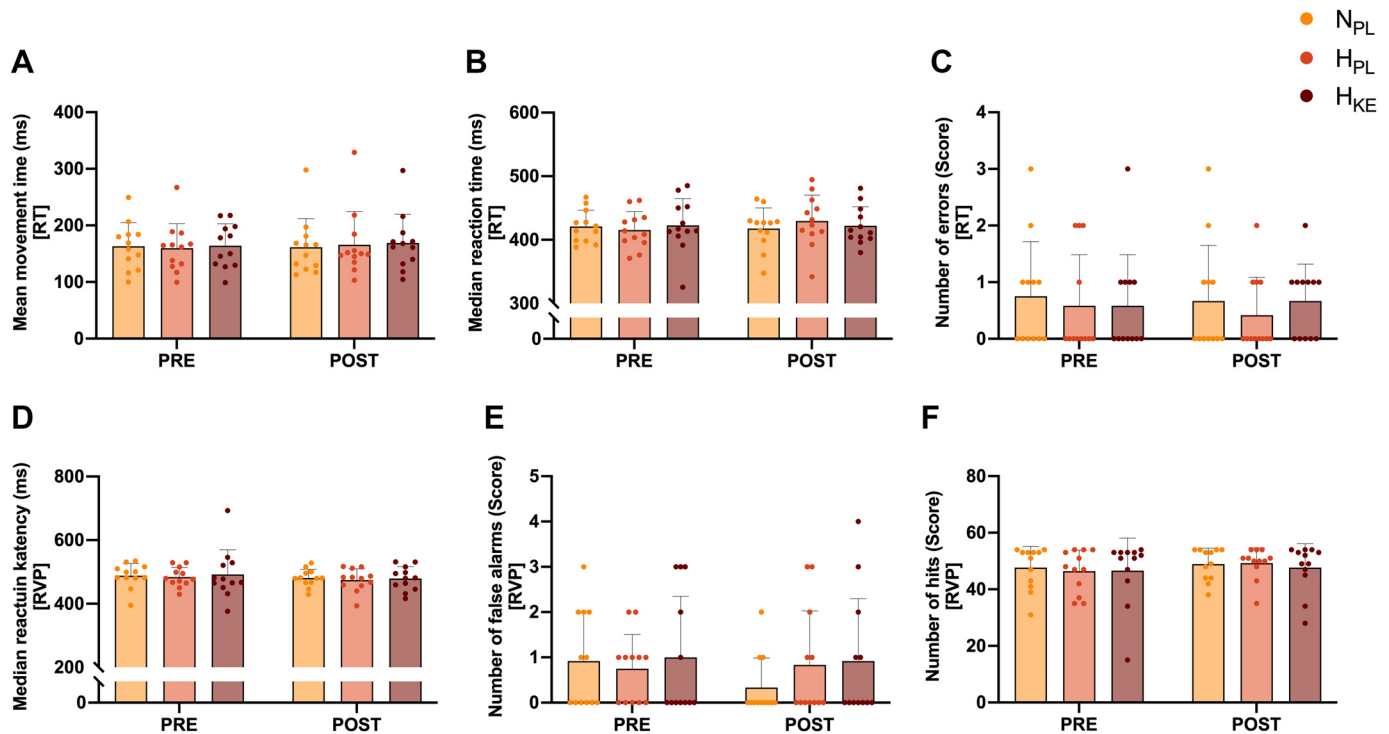 N_PL
H_PL
H_KE
A
Mean movement ime (ms)
[RT]
400
300
200
100
0
PRE
POST
B
Median reaction time (ms)
[RT]
600
500
400
300
0
PRE
POST
C
Number of errors (Score)
[RT]
4
3
2
1
0
PRE
POST
D
Median reactuin katency (ms)
[RVP]
800
600
400
200
0
PRE
POST
E
Number of false alarms (Score)
[RVP]
5
4
3
2
1
0
PRE
POST
F
Number of hits (Score)
[RVP]
80
60
40
20
0
PRE
POST